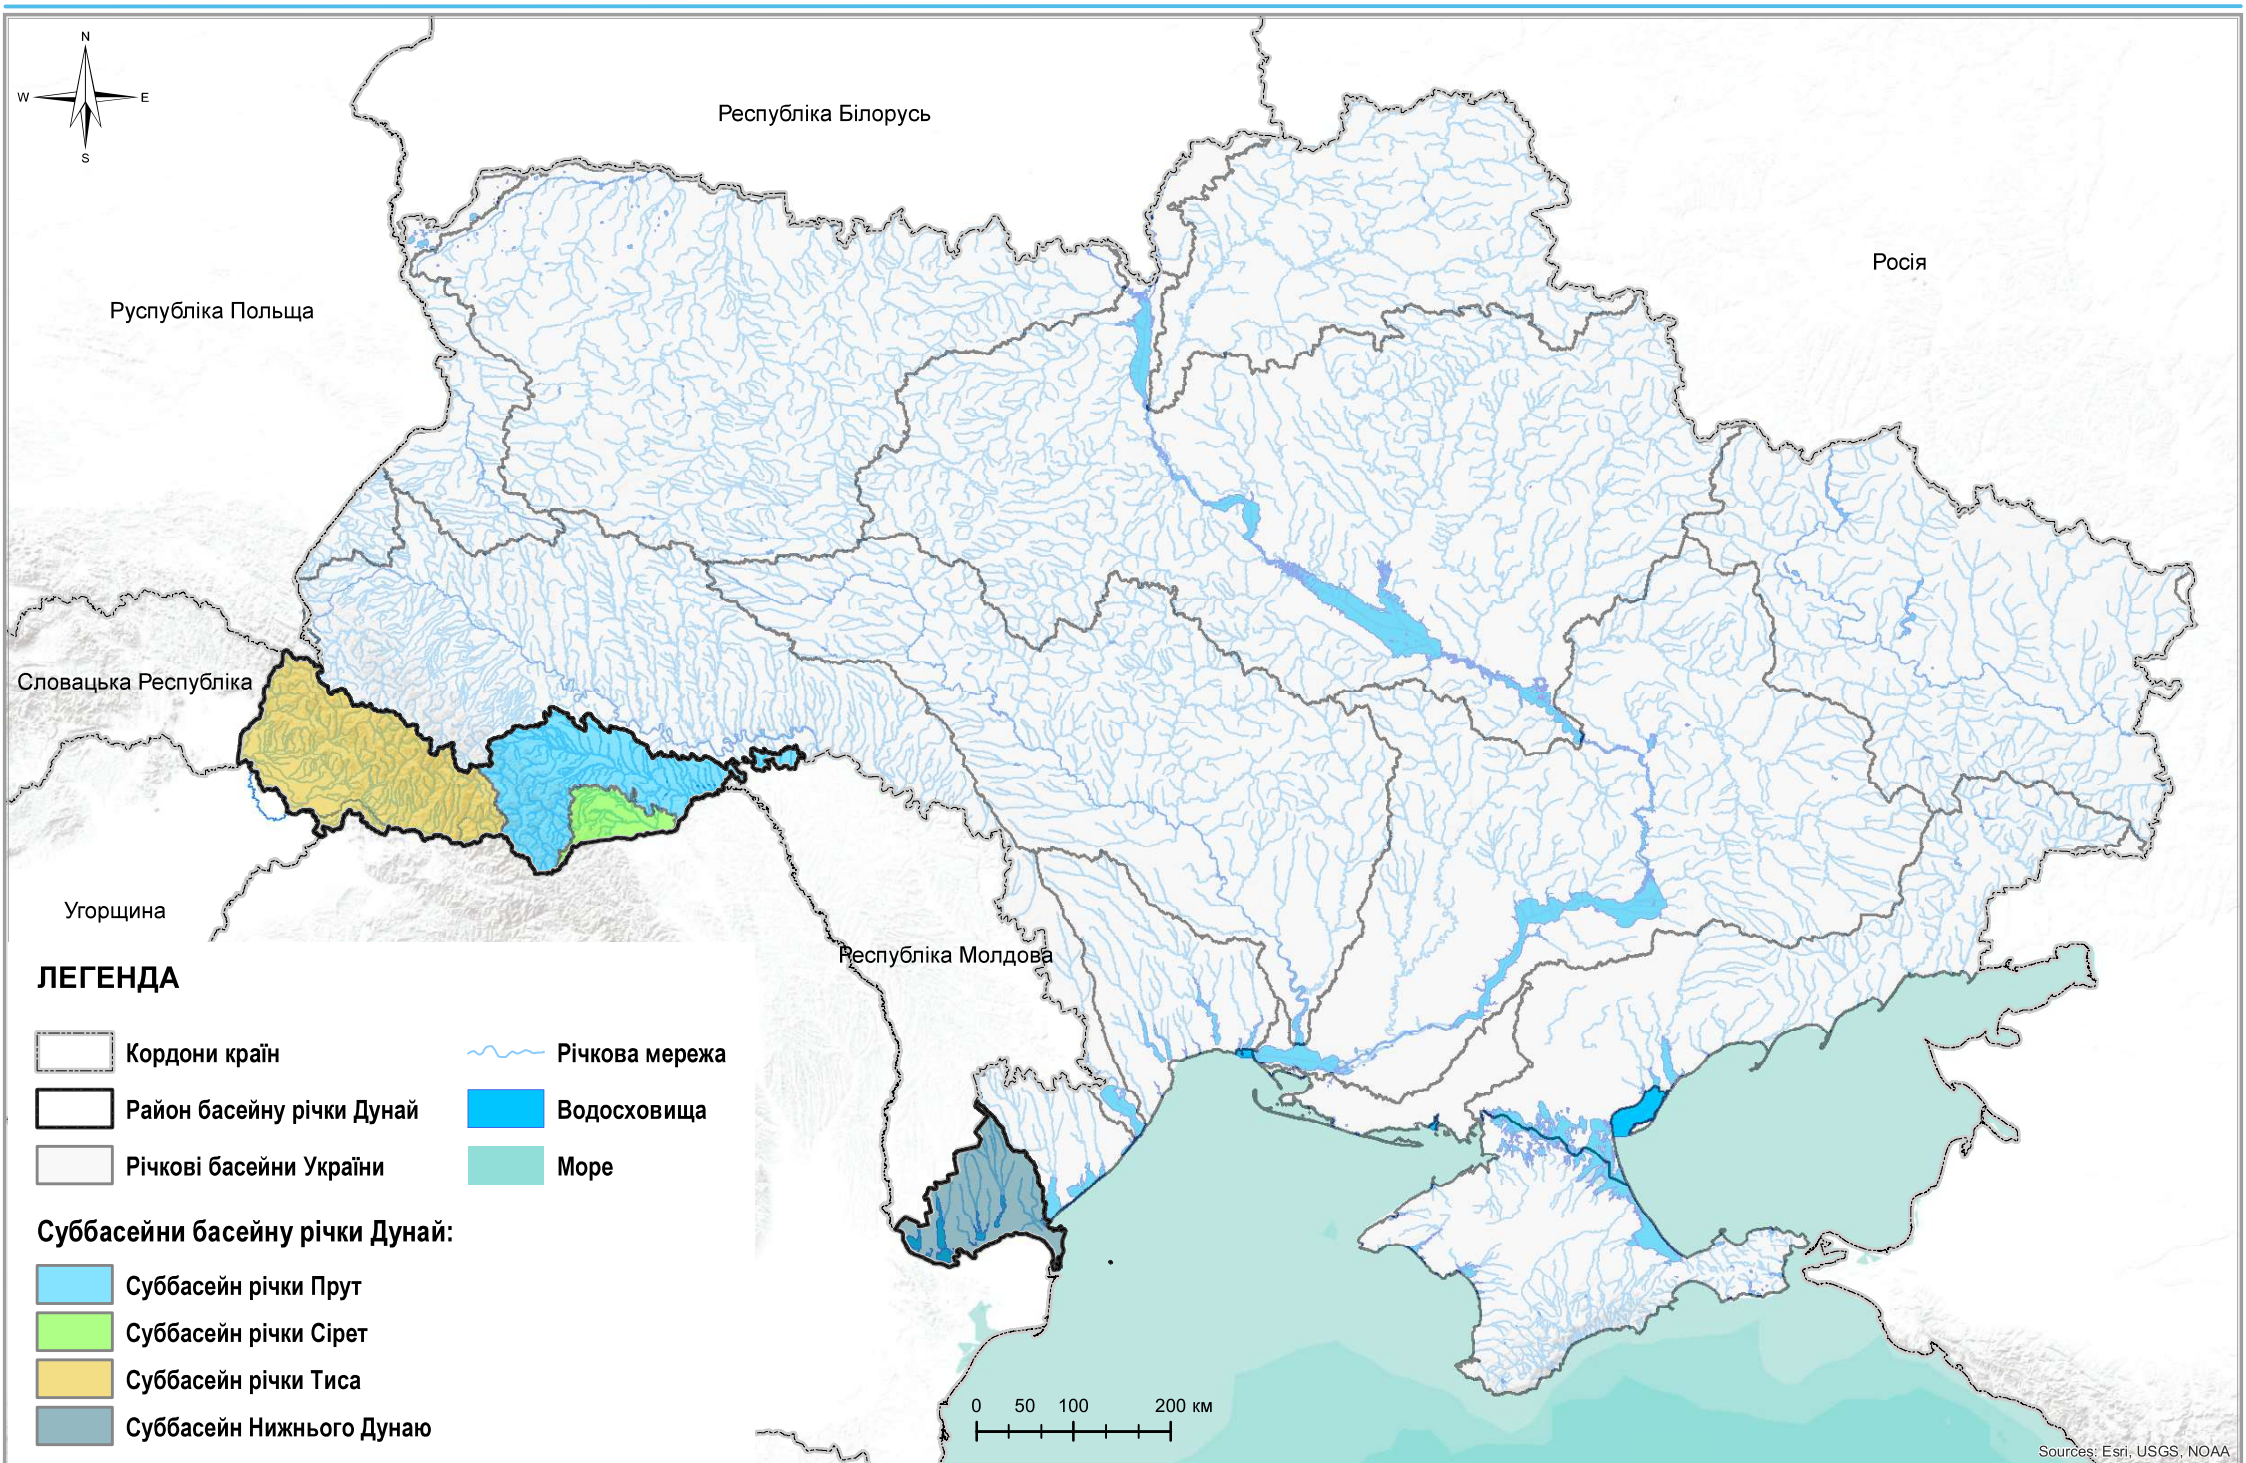 N
W E
S
Республіка Білорусь
Росія
Руспубліка Польща
Словацька Республіка
Угорщина
Республіка Молдова
ЛЕГЕНДА
Кордони країн
Район басейну річки Дунай
Річкові басейни України
Річкова мережа
Водосховища
Море
Суббасейни басейну річки Дунай:
Суббасейн річки Прут
Суббасейн річки Сірет
Суббасейн річки Тиса
Суббасейн Нижнього Дунаю
0 50 100 200 км
Sources: Esri, USGS, NOAA